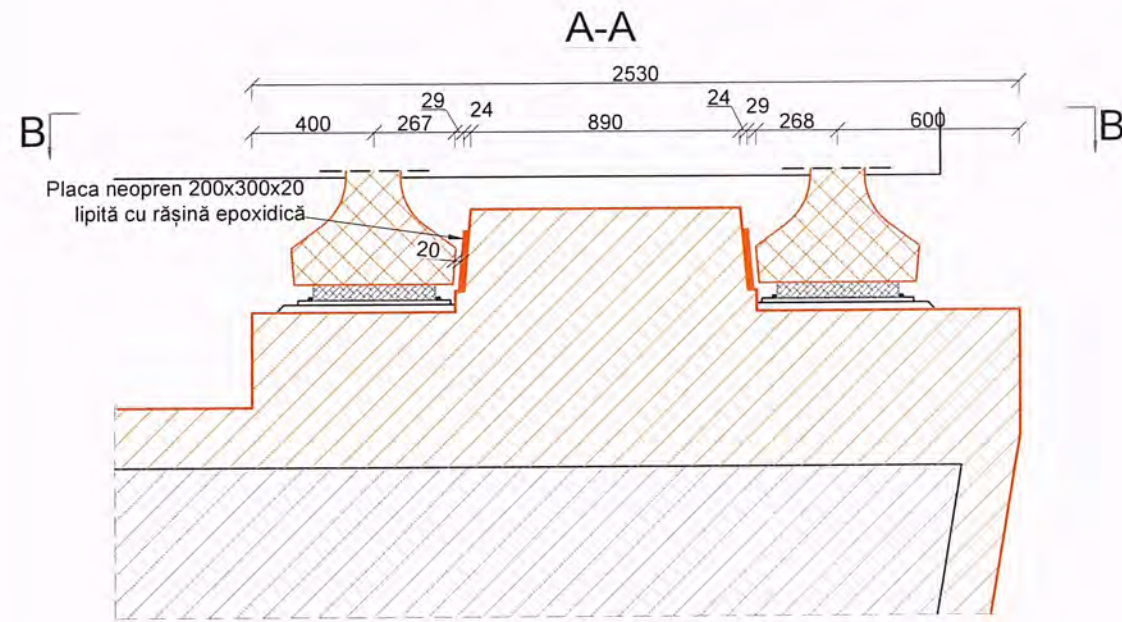 A-A
2530
29 24 24 29
400 267 890 268 600
B B
Placa neopren 200x300x20
lipită cu rășină epoxidică
20